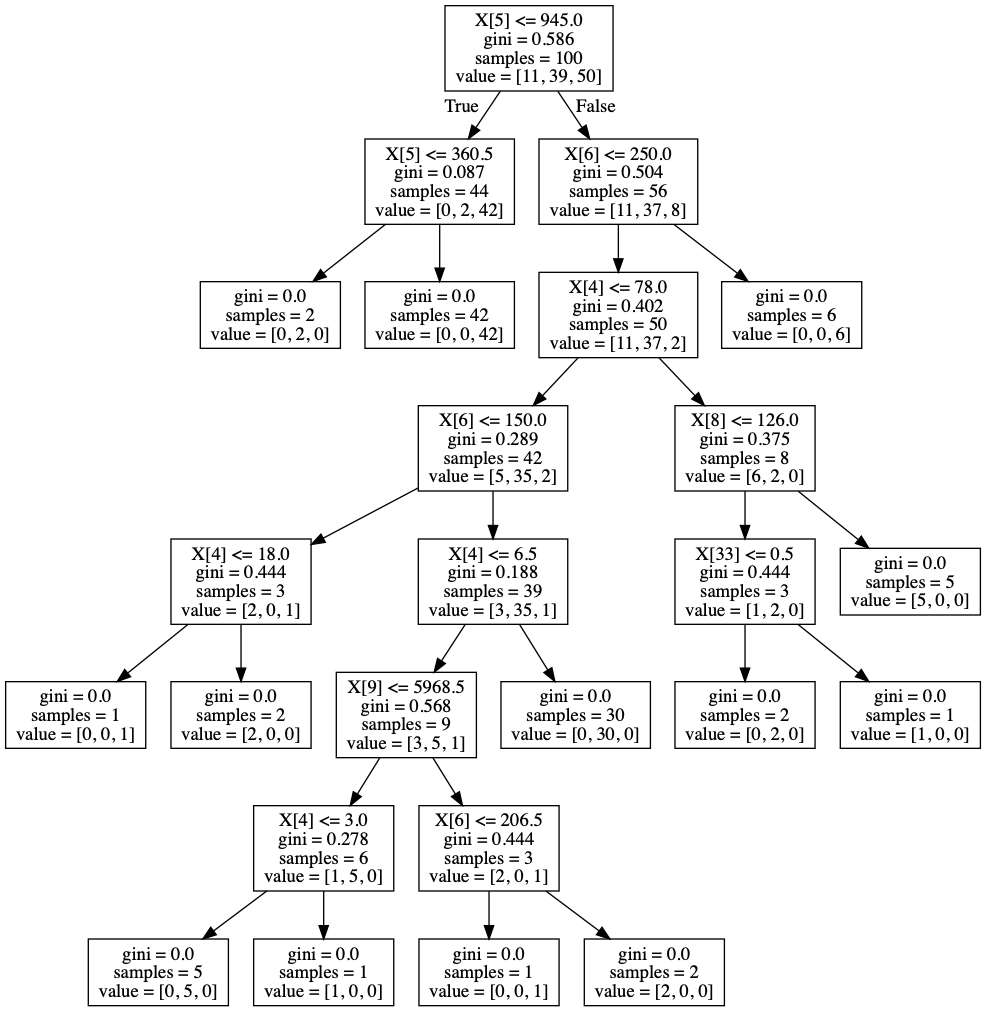 X[5] <= 945.0
gini = 0.586
samples = 100
value = [11, 39, 50]
True
False
X[5] <= 360.5
gini = 0.087
samples = 44
value = [0, 2, 42]
X[6] <= 250.0
gini = 0.504
samples = 56
value = [11, 37, 8]
gini = 0.0
samples = 2
value = [0, 2, 0]
gini = 0.0
samples = 42
value = [0, 0, 42]
X[4] <= 78.0
gini = 0.402
samples = 50
value = [11, 37, 2]
gini = 0.0
samples = 6
value = [0, 0, 6]
X[6] <= 150.0
gini = 0.289
samples = 42
value = [5, 35, 2]
X[8] <= 126.0
gini = 0.375
samples = 8
value = [6, 2, 0]
X[4] <= 18.0
gini = 0.444
samples = 3
value = [2, 0, 1]
X[4] <= 6.5
gini = 0.188
samples = 39
value = [3, 35, 1]
X[33] <= 0.5
gini = 0.444
samples = 3
value = [1, 2, 0]
gini = 0.0
samples = 5
value = [5, 0, 0]
gini = 0.0
samples = 1
value = [0, 0, 1]
gini = 0.0
samples = 2
value = [2, 0, 0]
X[9] <= 5968.5
gini = 0.568
samples = 9
value = [3, 5, 1]
gini = 0.0
samples = 30
value = [0, 30, 0]
gini = 0.0
samples = 2
value = [0, 2, 0]
gini = 0.0
samples = 1
value = [1, 0, 0]
X[4] <= 3.0
gini = 0.278
samples = 6
value = [1, 5, 0]
X[6] <= 206.5
gini = 0.444
samples = 3
value = [2, 0, 1]
gini = 0.0
samples = 5
value = [0, 5, 0]
gini = 0.0
samples = 1
value = [1, 0, 0]
gini = 0.0
samples = 1
value = [0, 0, 1]
gini = 0.0
samples = 2
value = [2, 0, 0]